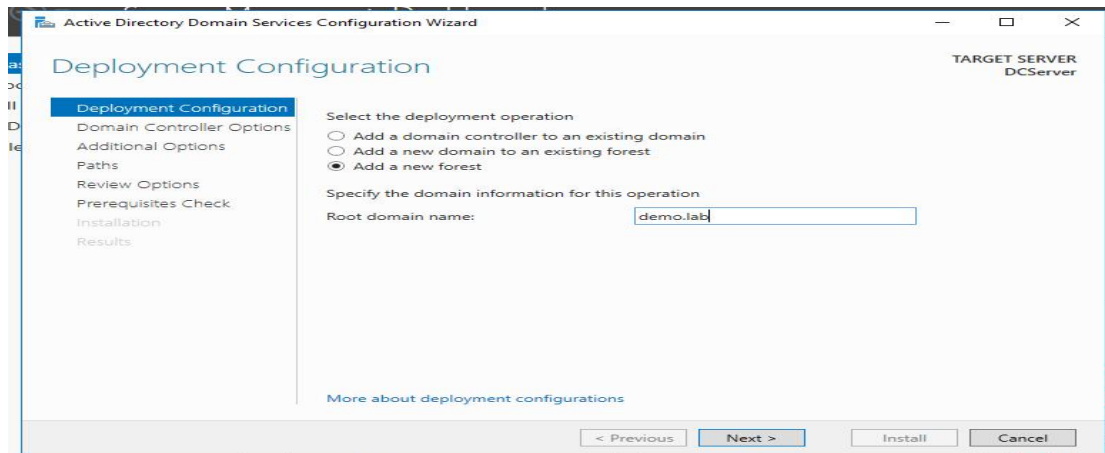 Active Directory Domain Services Configuration Wizard
Deployment Configuration
TARGET SERVER
DCServer
Deployment Configuration
Domain Controller Options
Additional Options
Paths
Review Options
Prerequisites Check
Installation
Results
Select the deployment operation
Add a domain controller to an existing domain
Add a new domain to an existing forest
Add a new forest
Specify the domain information for this operation
Root domain name:
demo.lab
More about deployment configurations
< Previous
Next >
Install
Cancel